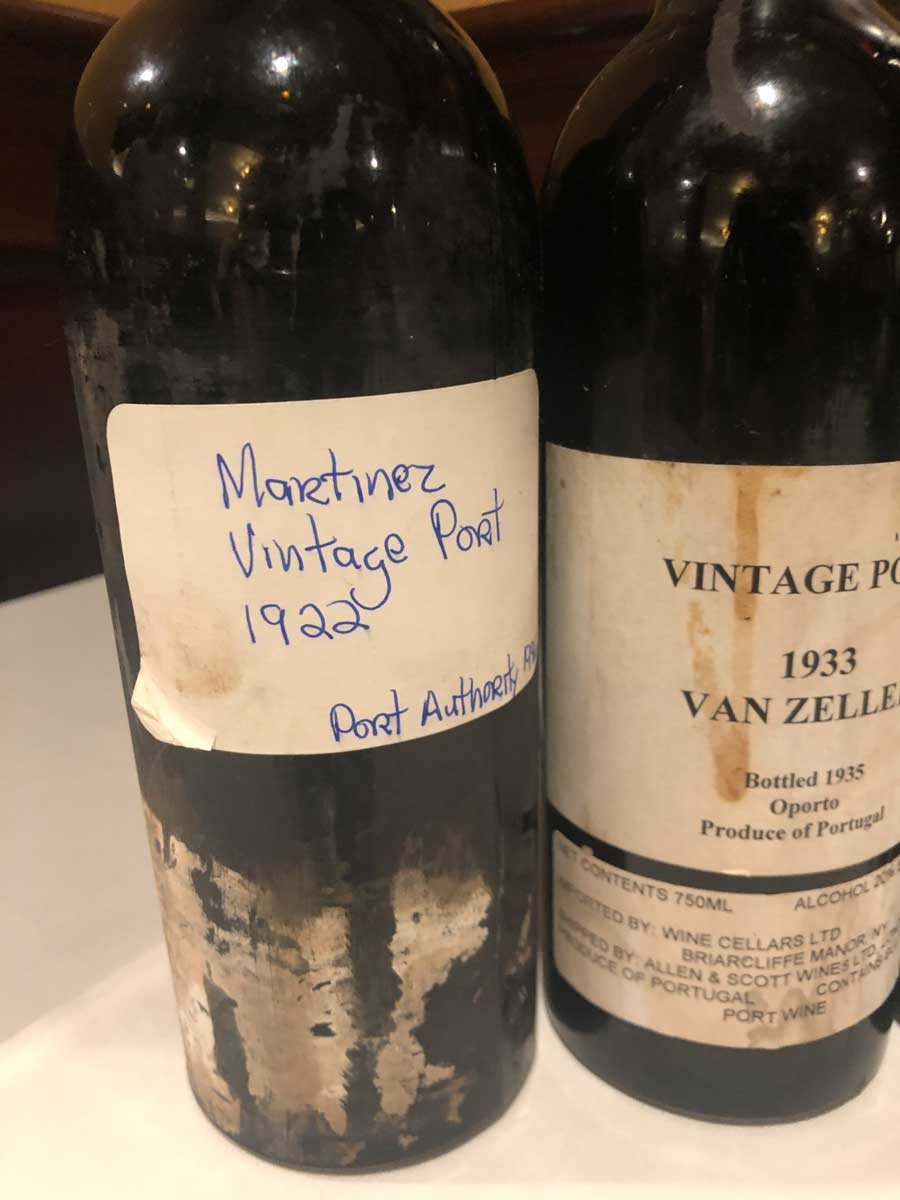 Martinez
Vintage Port
1922
Port Authority
VINTAGE PO
1933
VAN ZELLE
Bottled 1935
Oporto
Produce of Portugal
NET CONTENTS 750ML ALCOHOL 20%
IMPORTED BY: WINE CELLARS LTD
BRIARCLIFFE MANOR, NY
SHIPPED BY: ALLEN & SCOTT WINES LTD.
PRODUCE OF PORTUGAL
PORT WINE